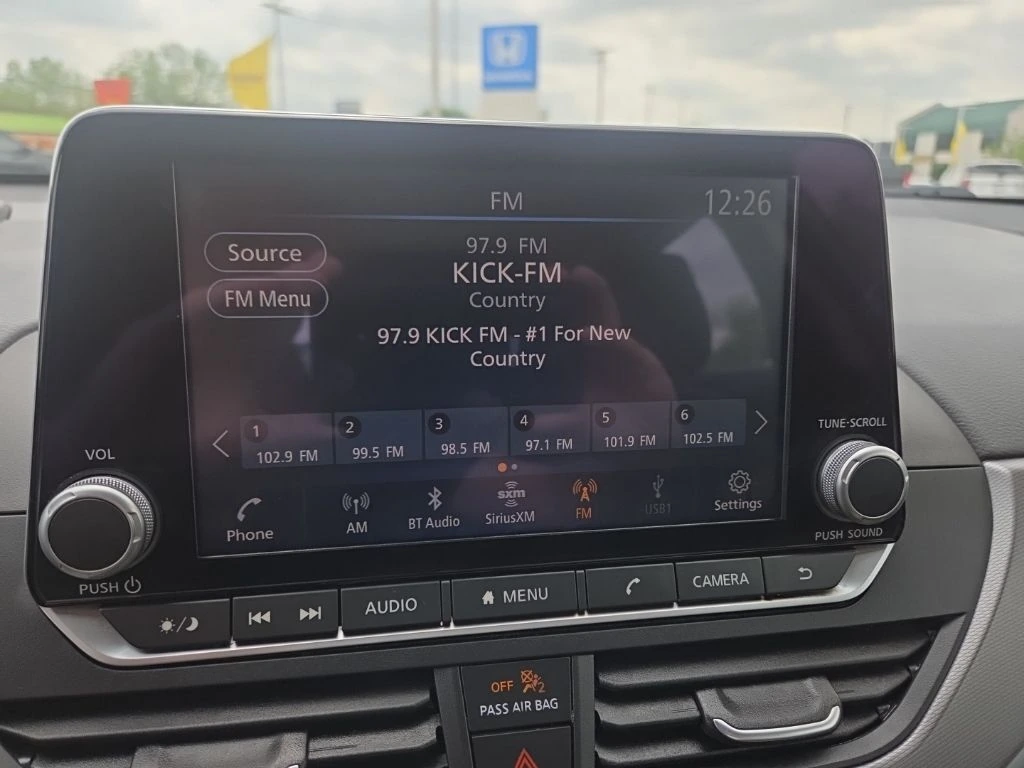 FM
12:26
Source
97.9 FM
KICK-FM
FM Menu
Country
97.9 KICK FM - #1 For New
Country
1
102.9 FM
2
99.5 FM
3
98.5 FM
4
97.1 FM
5
101.9 FM
6
102.5 FM
VOL
TUNE·SCROLL
Phone
AM
BT Audio
sxm
SiriusXM
FM
USB1
Settings
PUSH
PUSH SOUND
AUDIO
MENU
CAMERA
OFF
2
PASS AIR BAG